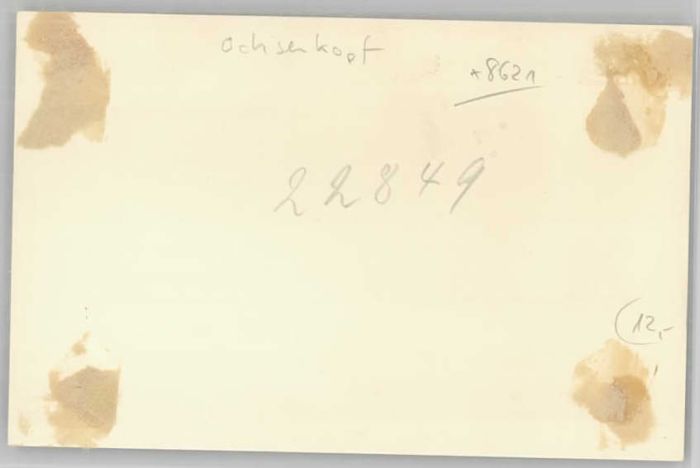 Ochsenkopf
*8621
22849
(12,-